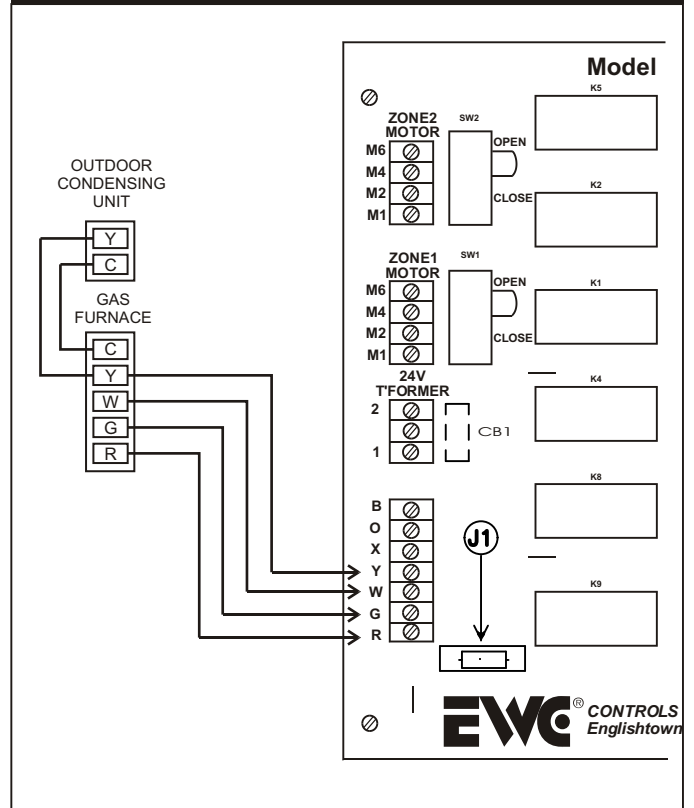 Model
K5
ZONE2
MOTOR
SW2
M6
M4
M2
M1
OPEN
CLOSE
K2
OUTDOOR
CONDENSING
UNIT
Y
C
GAS
FURNACE
C
Y
W
G
R
ZONE1
MOTOR
SW1
M6
M4
M2
M1
OPEN
CLOSE
K1
24V
T'FORMER
2
1
CB1
K4
B
O
X
Y
W
G
R
J1
K8
K9
EWC® CONTROLS
Englishtown